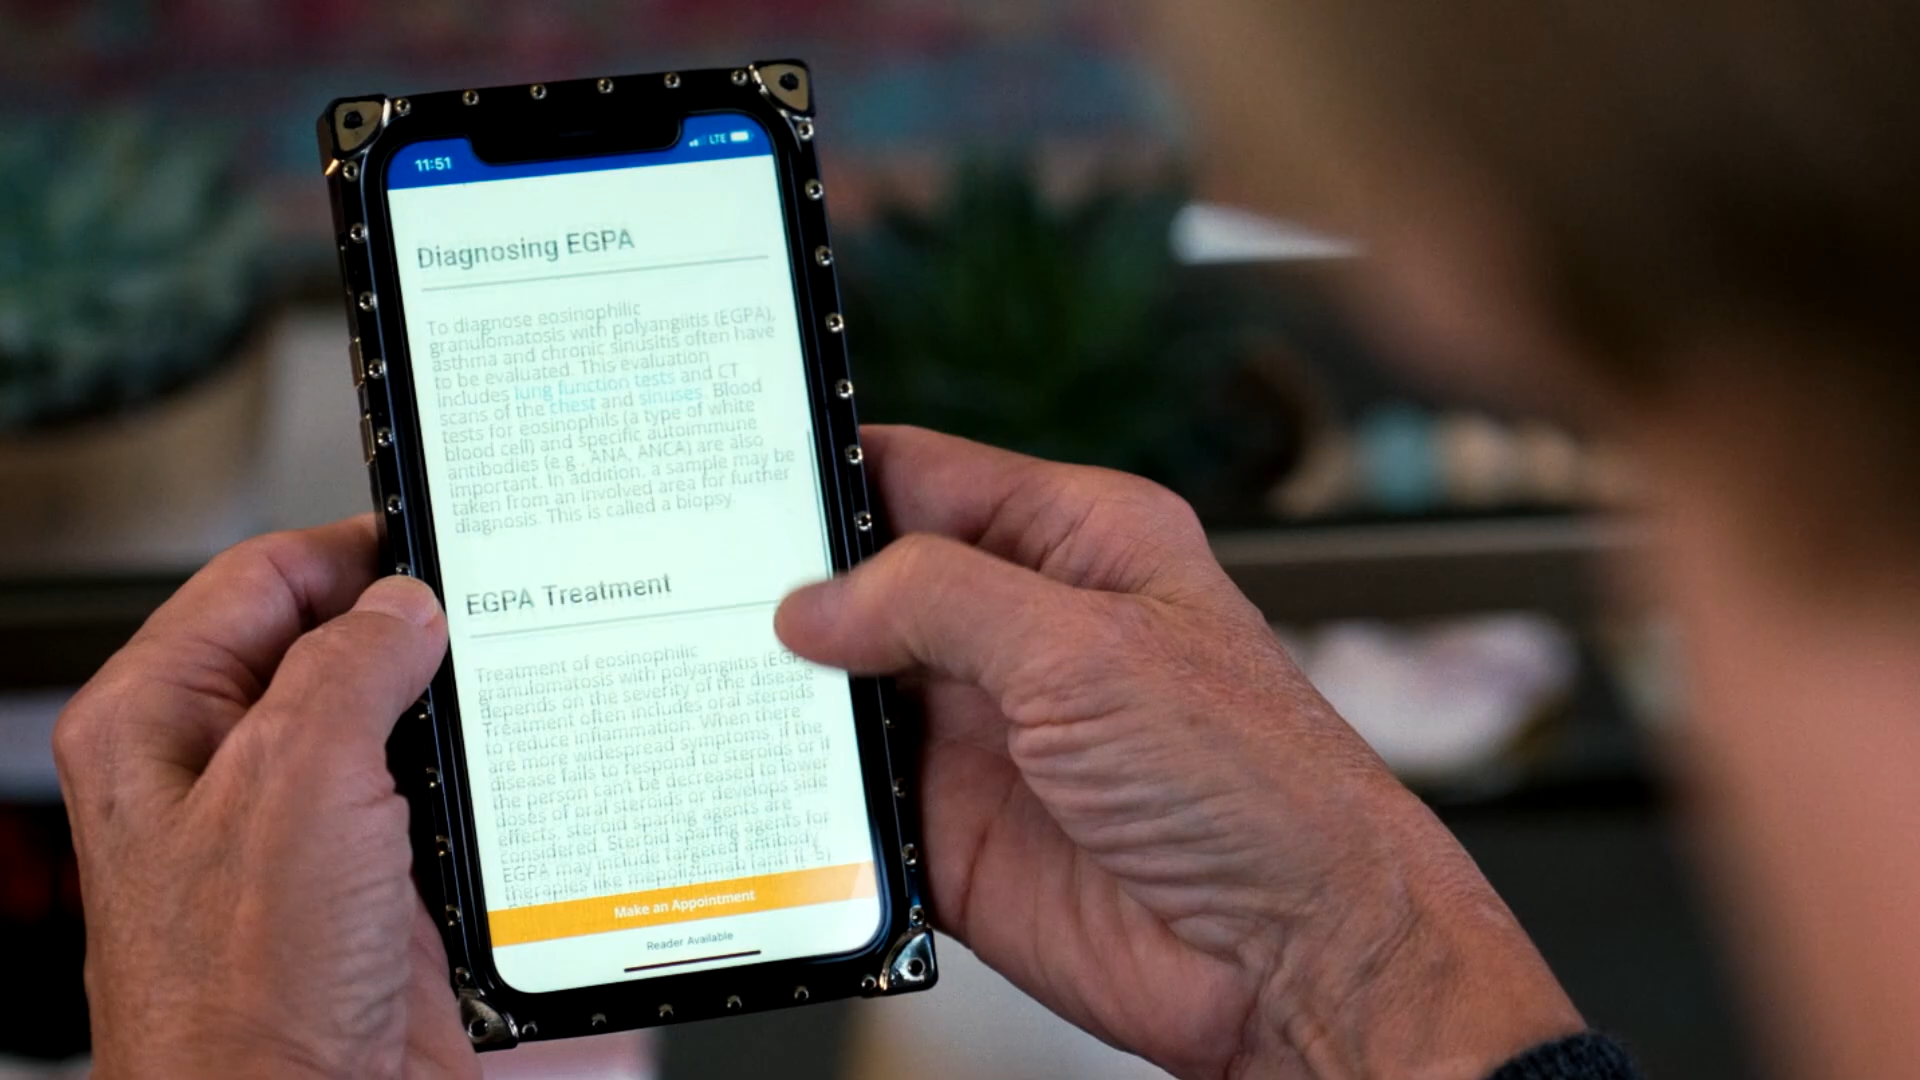 11:51
LTE
Diagnosing EGPA
To diagnose eosinophilic
granulomatosis with polyangiitis (EGPA),
asthma and chronic sinusitis often have
to be evaluated. This evaluation
includes lung function tests and CT
scans of the chest and sinuses. Blood
tests for eosinophils (a type of white
blood cell) and specific autoimmune
antibodies (e.g., ANA, ANCA) are also
important. In addition, a sample may be
taken from an involved area for further
diagnosis. This is called a biopsy.
EGPA Treatment
Treatment of eosinophilic
granulomatosis with polyangiitis
depends on the severity of the disease
Treatment often includes oral steroids
to reduce inflammation. When there
are more widespread symptoms, if the
disease fails to respond to steroids or if
the person can't be decreased to lower
doses of oral steroids or develops side
effects, steroid sparing agents are
considered. Steroid sparing agents for
EGPA may include targeted antibody
therapies like mepolizumab (anti IL-5)
Make an Appointment
Reader Available